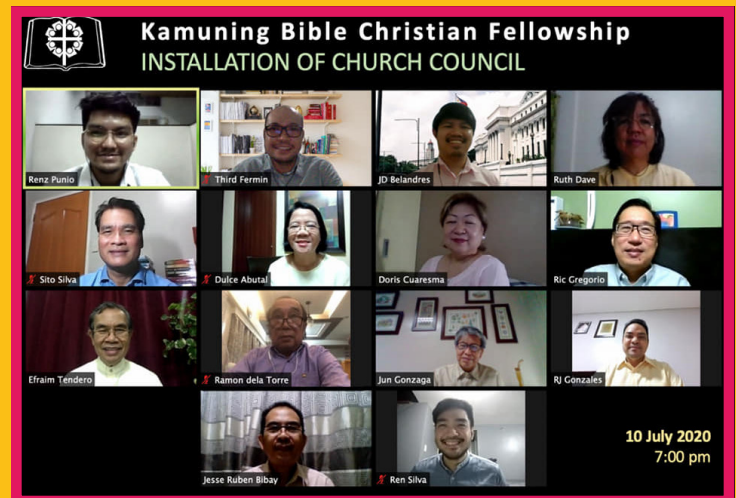 Kamuning Bible Christian Fellowship
INSTALLATION OF CHURCH COUNCIL
Renz Punio
Third Fermin
JD Belandres
Ruth Dave
Sito Silva
Dulce Abutal
Doris Cuaresma
Ric Gregorio
Efraim Tendero
Ramon dela Torre
Jun Gonzaga
RJ Gonzales
Jesse Ruben Bibay
Ren Silva
10 July 2020
7:00 pm